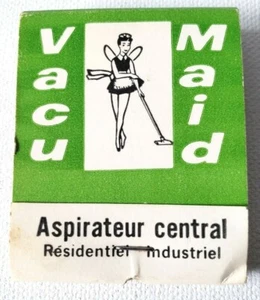 Vacu
Maid
Aspirateur central
Résidentiel industriel